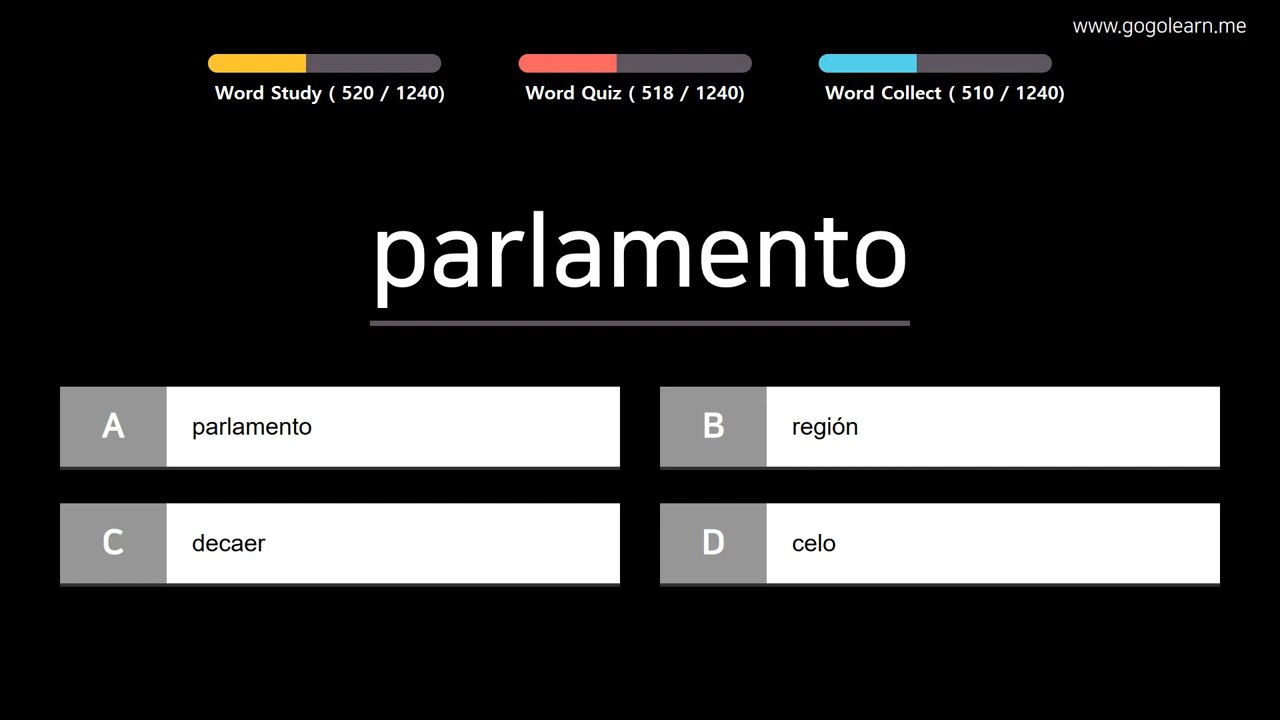 www.gogolearn.me
Word Study ( 520 / 1240)
Word Quiz ( 518 / 1240)
Word Collect ( 510 / 1240)
parlamento
A parlamento
B región
C decaer
D celo